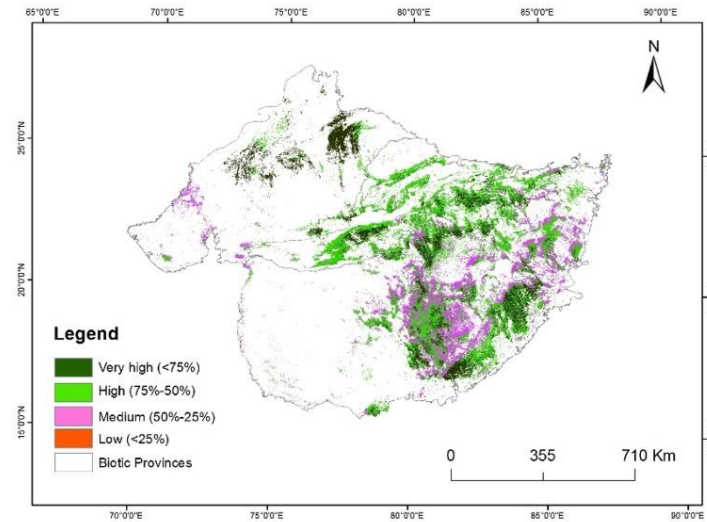 65°0'0"E 70°0'0"E 75°0'0"E 80°0'0"E 85°0'0"E 90°0'0"E
N
25°0'0"N
20°0'0"N
15°0'0"N
Legend
Very high (<75%)
High (75%-50%)
Medium (50%-25%)
Low (<25%)
Biotic Provinces
0 355 710 Km
70°0'0"E 75°0'0"E 80°0'0"E 85°0'0"E 90°0'0"E